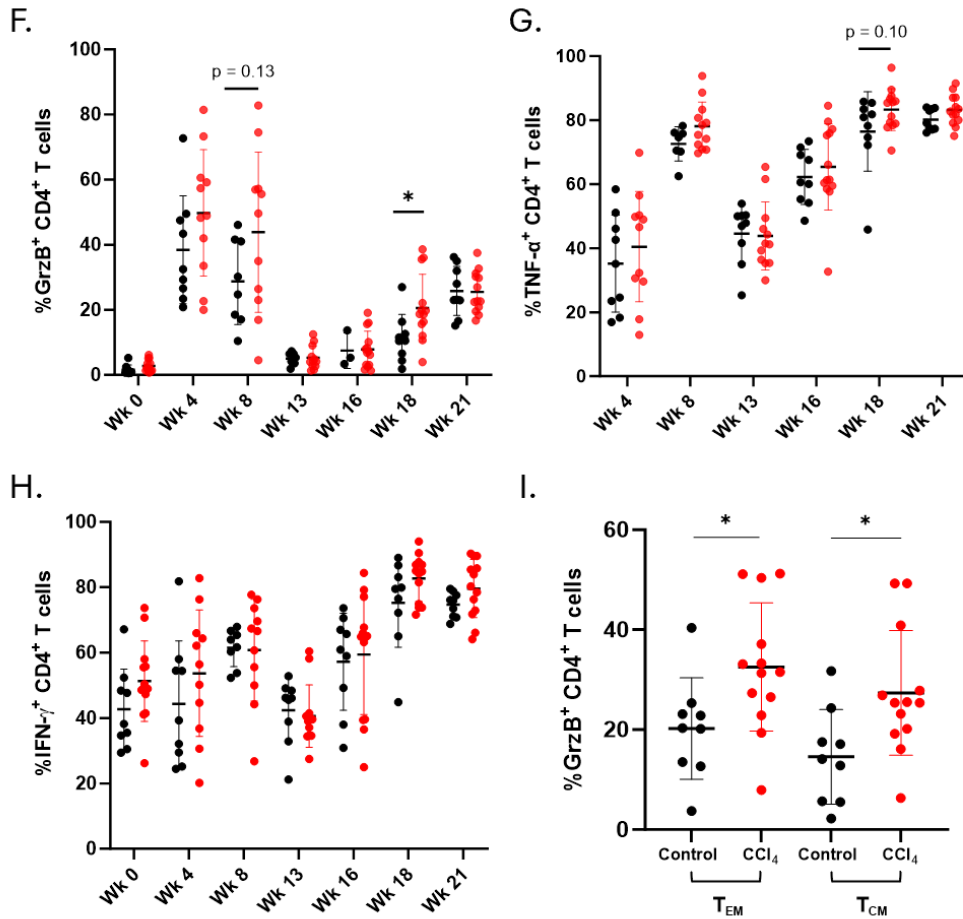 F.
%GrzB⁺ CD4⁺ T cells
100
80
60
40
20
0
p = 0.13
*
Wk 0 Wk 4 Wk 8 Wk 13 Wk 16 Wk 18 Wk 21
G.
%TNF-α⁺ CD4⁺ T cells
100
80
60
40
20
0
p = 0.10
Wk 4 Wk 8 Wk 13 Wk 16 Wk 18 Wk 21
H.
%IFN-γ⁺ CD4⁺ T cells
100
80
60
40
20
0
Wk 0 Wk 4 Wk 8 Wk 13 Wk 16 Wk 18 Wk 21
I.
%GrzB⁺ CD4⁺ T cells
60
40
20
0
* *
Control CCl₄ Control CCl₄
T_EM T_CM